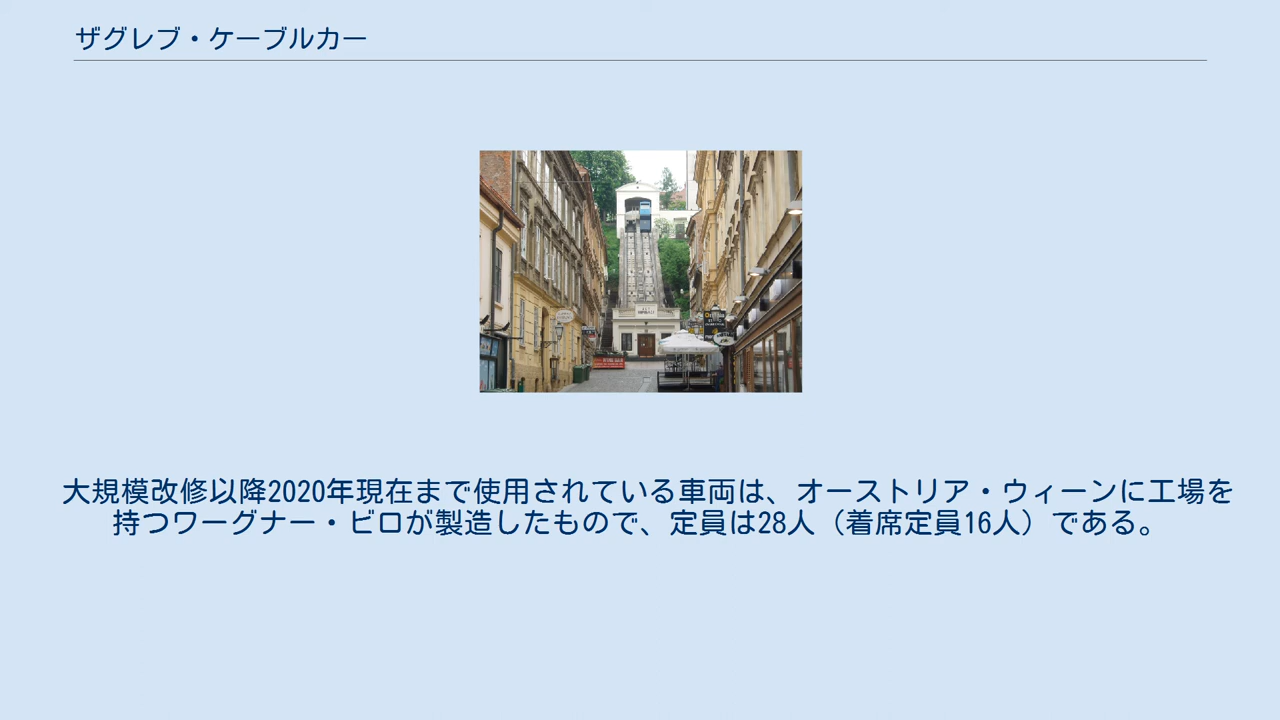 ザグレブ・ケーブルカー
大規模改修以降2020年現在まで使用されている車両は、オーストリア・ウィーンに工場を
持つワーグナー・ビロが製造したもので、定員は28人（着席定員16人）である。